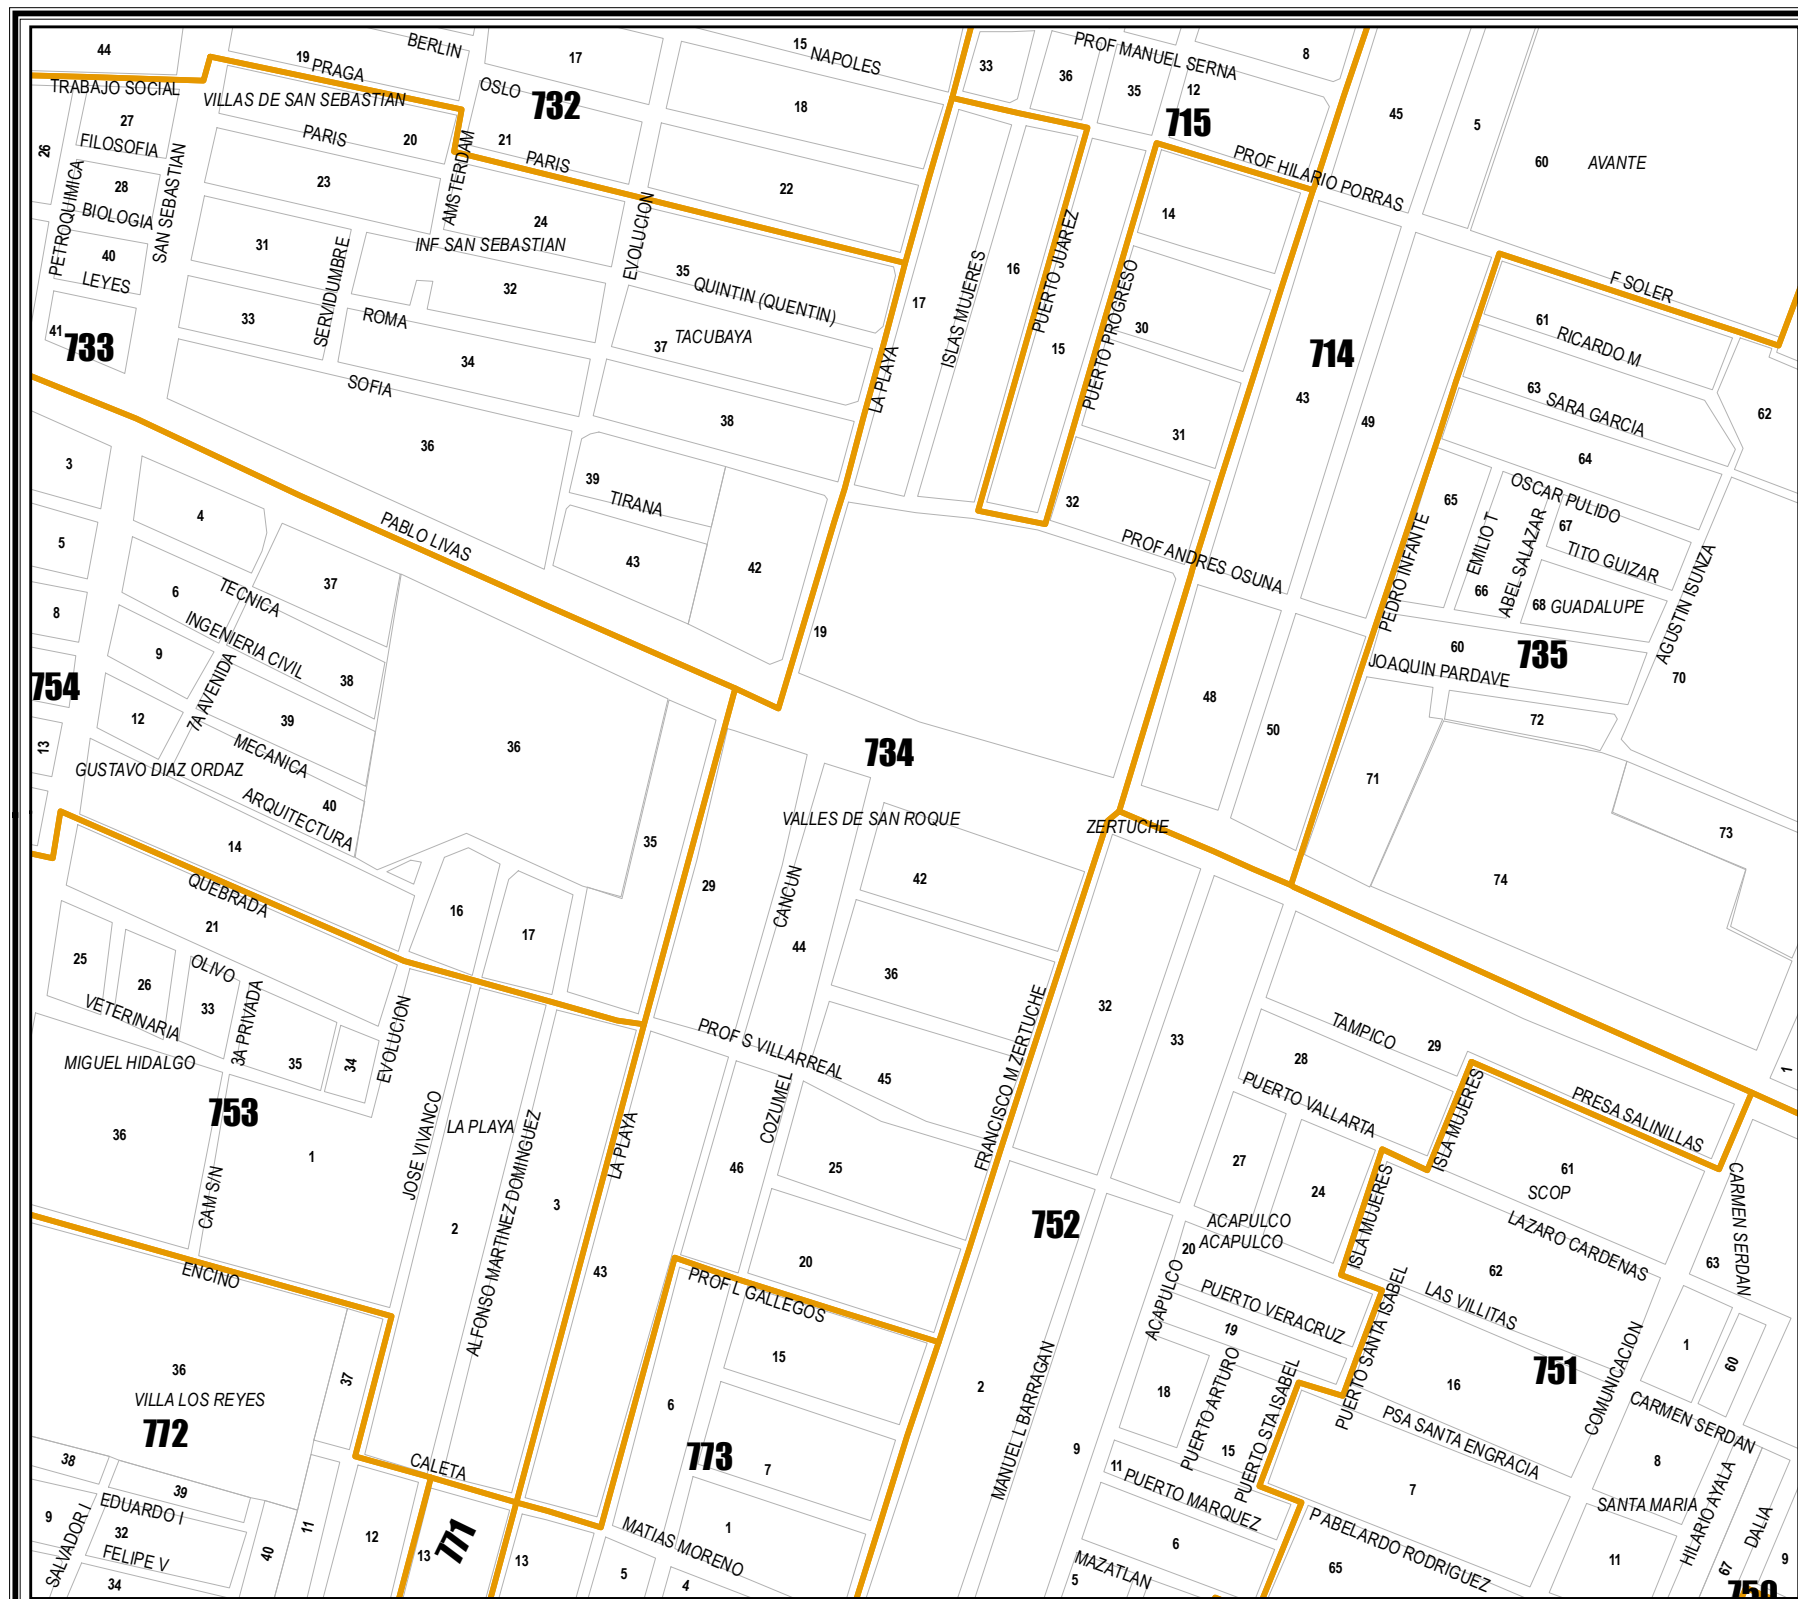 44
BERLIN
19
PRAGA
17
15
NAPOLES
33
PROF MANUEL SERNA
8
36
35
12
TRABAJO SOCIAL
VILLAS DE SAN SEBASTIAN
OSLO
732
18
715
45
5
27
FILOSOFIA
26
PARIS
20
AMSTERDAM
21
PARIS
PROF HILARIO PORRAS
60
AVANTE
28
BIOLOGIA
PETROQUIMICA
SAN SEBASTIAN
23
24
22
14
40
LEYES
31
SERVIDUMBRE
INF SAN SEBASTIAN
EVOLUCION
35
QUINTIN (QUENTIN)
17
ISLAS MUJERES
16
PUERTO JUAREZ
PUERTO PROGRESO
F SOLER
41
733
33
ROMA
32
37
TACUBAYA
15
30
714
61
RICARDO M
34
SOFIA
LA PLAYA
43
49
63
SARA GARCIA
62
36
38
31
64
3
39
TIRANA
32
65
OSCAR PULIDO
4
PABLO LIVAS
PROF ANDRES OSUNA
PEDRO INFANTE
EMILIO T
ABEL SALAZAR
67
TITO GUIZAR
AGUSTIN ISUNZA
5
43
42
37
6
TECNICA
66
68
GUADALUPE
8
INGENIERIA CIVIL
19
60
735
9
38
JOAQUIN PARDAVE
70
754
7A AVENIDA
12
39
MECANICA
48
50
72
13
36
734
GUSTAVO DIAZ ORDAZ
40
ARQUITECTURA
71
VALLES DE SAN ROQUE
ZERTUCHE
73
14
35
QUEBRADA
29
CANCUN
42
74
21
16
17
44
25
26
OLIVO
36
33
3A PRIVADA
VETERINARIA
EVOLUCION
FRANCISCO M ZERTUCHE
32
33
TAMPICO
29
MIGUEL HIDALGO
35
34
PROF S VILLARREAL
45
28
PUERTO VALLARTA
ISLA MUJERES
PRESA SALINILLAS
1
753
JOSE VIVANCO
LA PLAYA
ALFONSO MARTINEZ DOMINGUEZ
LA PLAYA
COZUMEL
36
1
46
25
27
24
61
SCOP
CARMEN SERDAN
CAM S/N
2
3
752
ACAPULCO
ACAPULCO
20
ISLA MUJERES
LAZARO CARDENAS
63
ENCINO
43
20
PROF L GALLEGOS
62
LAS VILLITAS
ACAPULCO
PUERTO VERACRUZ
PUERTO SANTA ISABEL
19
COMUNICACION
1
60
36
VILLA LOS REYES
37
15
MANUEL L BARRAGAN
2
18
PUERTO ARTURO
PUERTO STA ISABEL
751
16
6
CARMEN SERDAN
772
PSA SANTA ENGRACIA
38
CALETA
773
7
9
15
8
39
11
PUERTO MARQUEZ
7
SANTA MARIA
HILARIO AYALA
9
EDUARDO I
SALVADOR I
32
FELIPE V
11
12
13
771
13
1
MATIAS MORENO
P ABELARDO RODRIGUEZ
DALIA
40
6
34
5
4
MAZATLAN
5
65
11
67
9
750